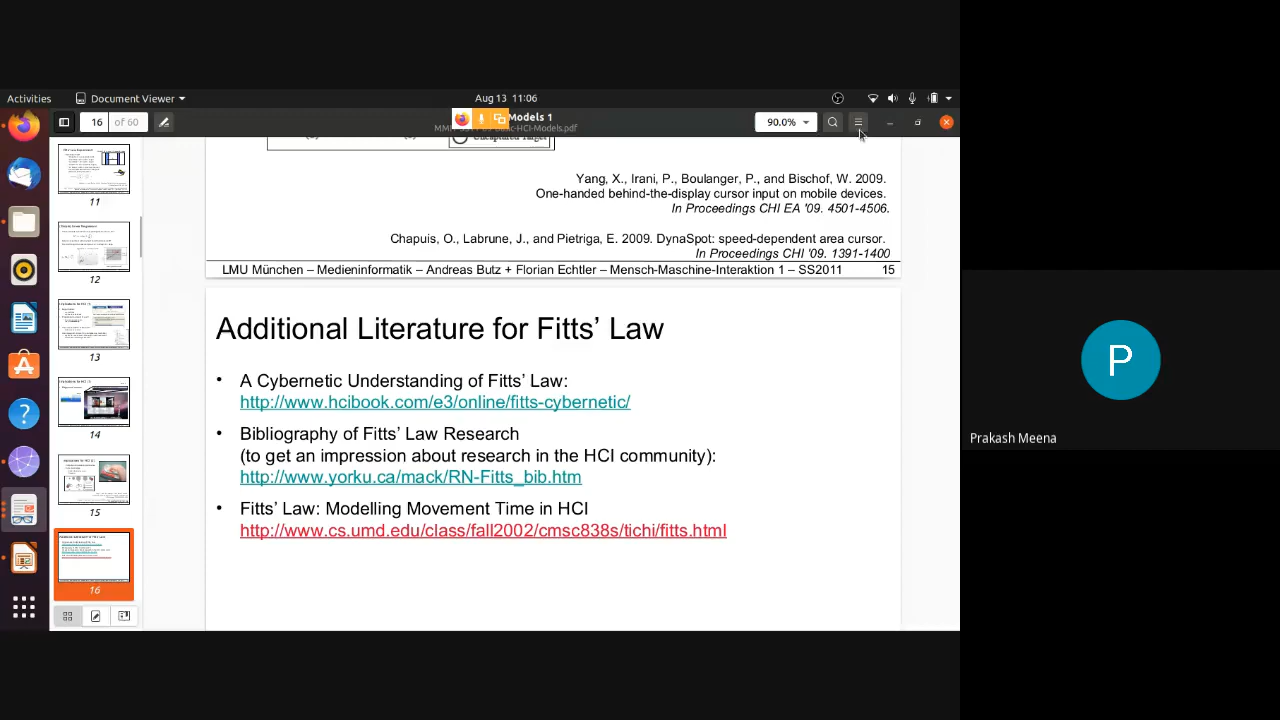 Activities
Document Viewer
Aug 13 11:06
16
of 60
Models 1
90.0%
11
12
13
14
15
16
Yang, X., Irani, P., Boulanger, P., and Bischof, W. 2009.
One-handed behind-the-display cursor input on mobile devices.
In Proceedings CHI EA '09. 4501-4506.
Chapuis, O., Labrune, J., and Pietriga, E. 2009. DynaSpot: speed-dependent area cursor.
In Proceedings CHI '09. 1391-1400
LMU München – Medieninformatik – Andreas Butz + Florian Echtler – Mensch-Maschine-Interaktion 1 – SS2011 15
Additional Literature for Fitts’ Law
• A Cybernetic Understanding of Fitts’ Law:
http://www.hcibook.com/e3/online/fitts-cybernetic/
• Bibliography of Fitts’ Law Research
(to get an impression about research in the HCI community):
http://www.yorku.ca/mack/RN-Fitts_bib.htm
• Fitts’ Law: Modelling Movement Time in HCI
http://www.cs.umd.edu/class/fall2002/cmsc838s/tichi/fitts.html
P
Prakash Meena